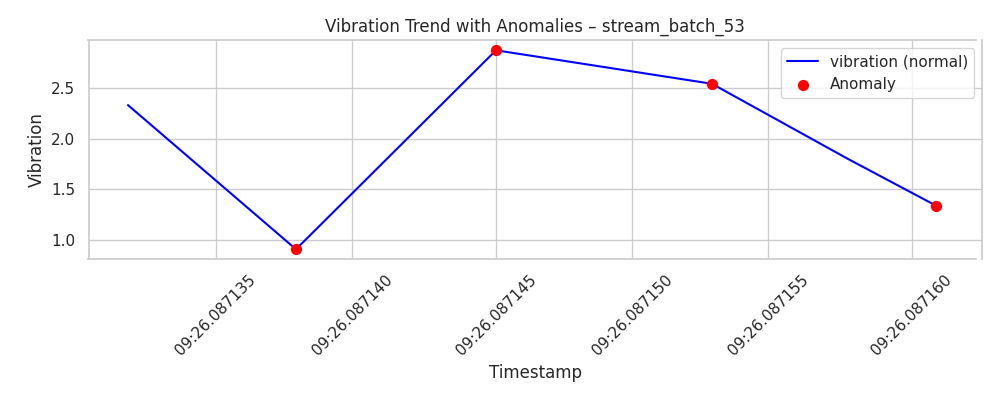 Vibration Trend with Anomalies – stream_batch_53
vibration (normal)
Anomaly
Vibration
2.5
2.0
1.5
1.0
09:26.087135
09:26.087140
09:26.087145
09:26.087150
09:26.087155
09:26.087160
Timestamp